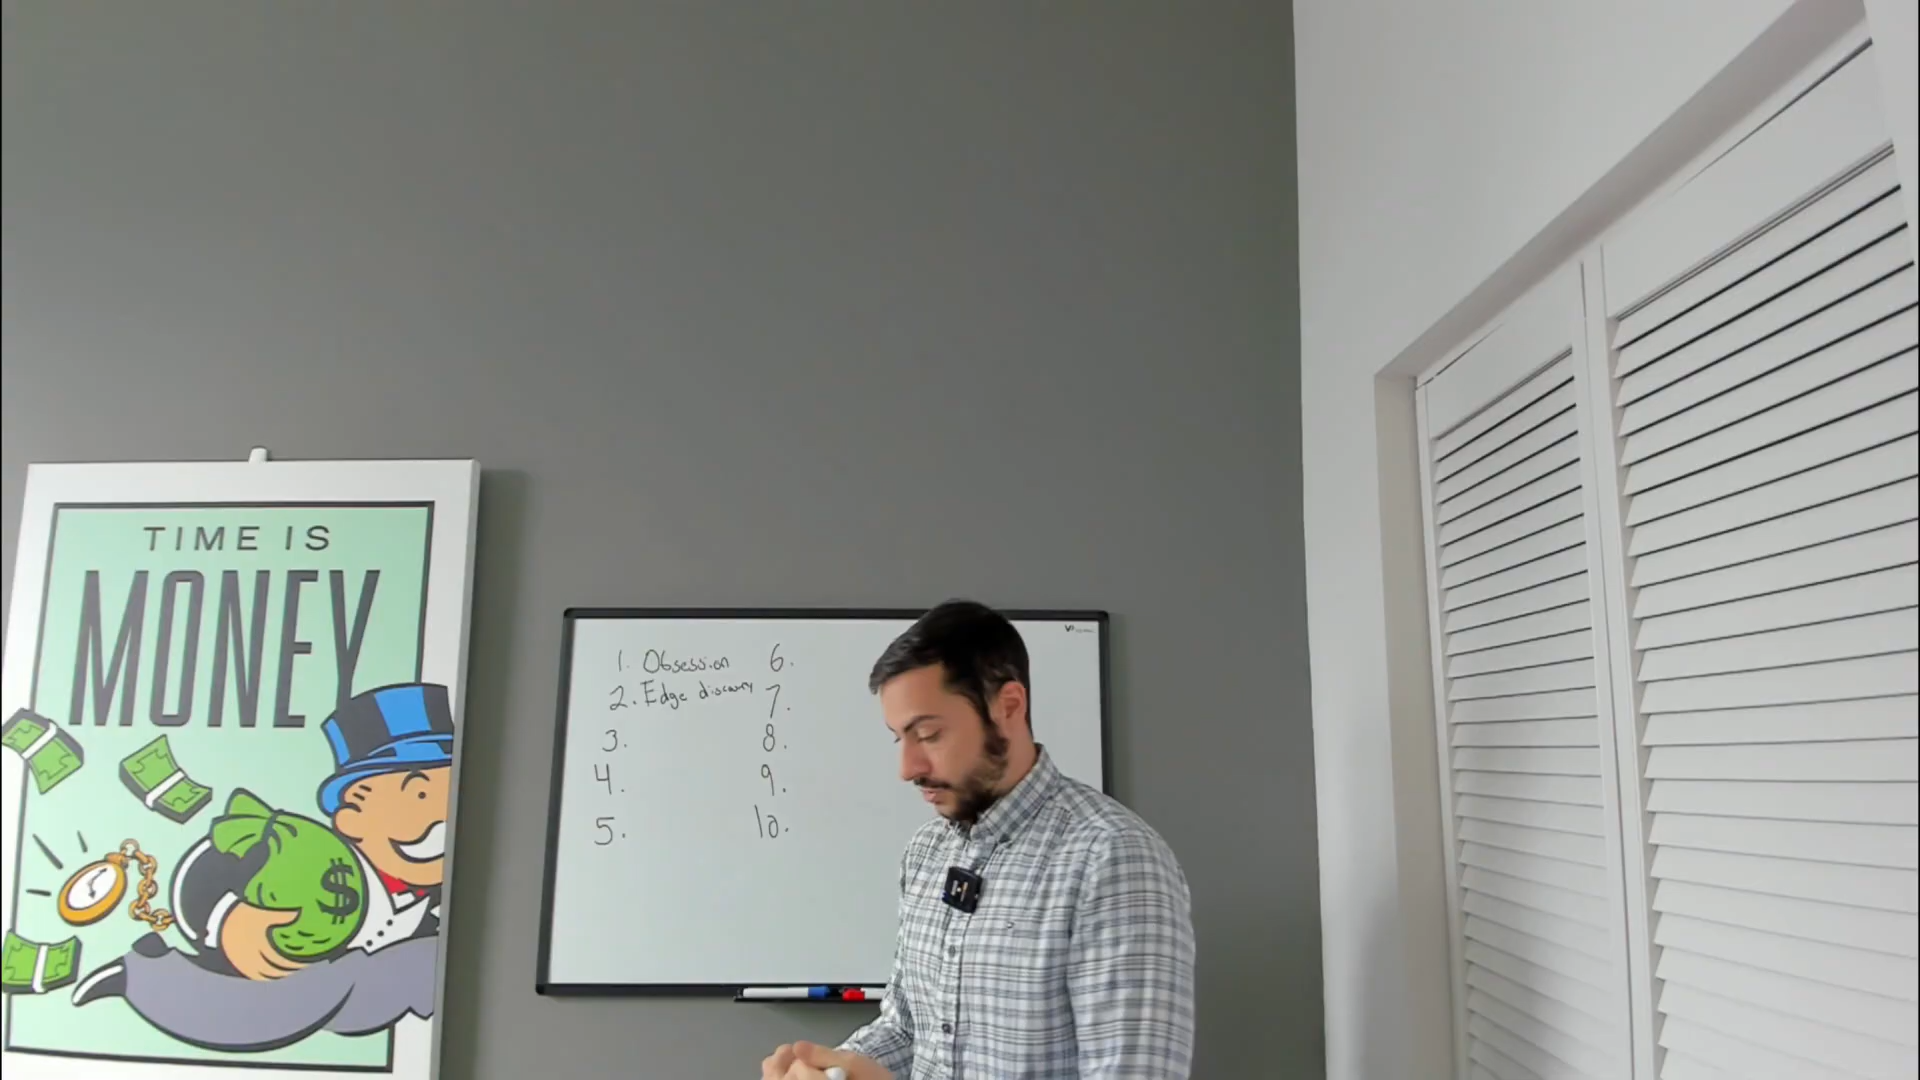 TIME IS
MONEY
$
1. Obsession
2. Edge discovery
3.
4.
5.
6.
7.
8.
9.
10.